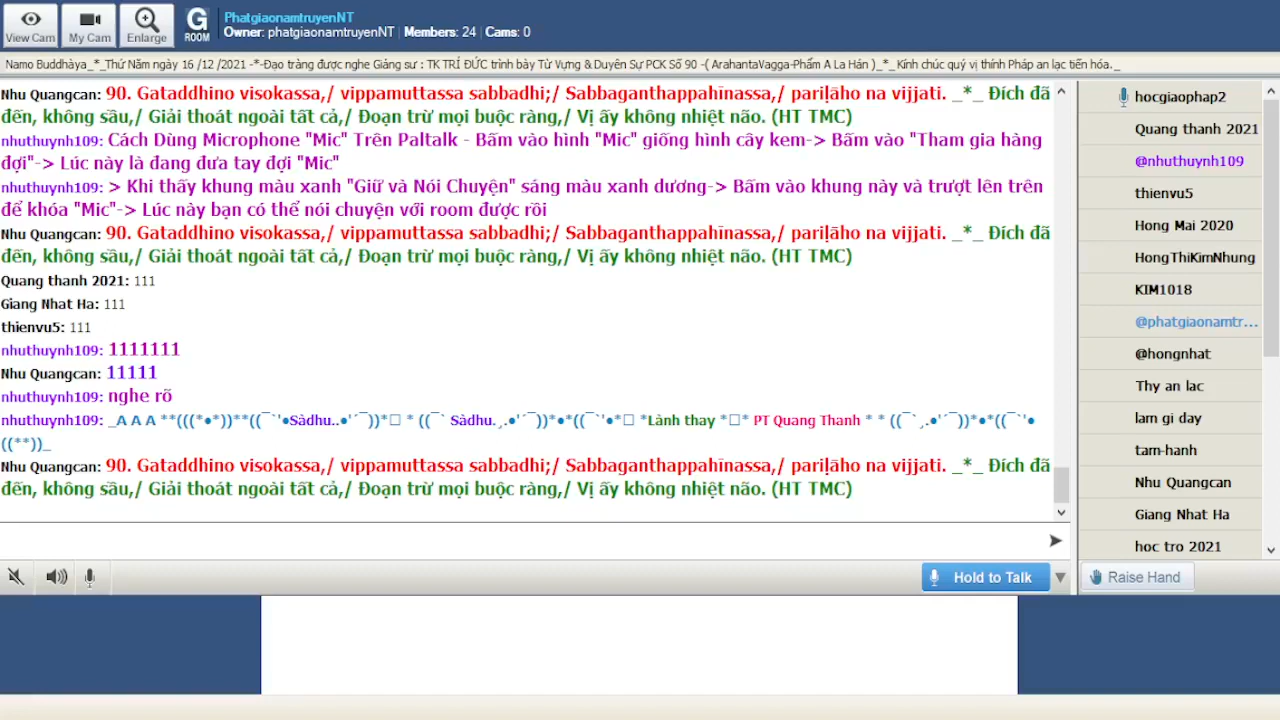 View Cam
My Cam
Enlarge
G
ROOM
PhatgiaonamtruyenNT
Owner: phatgiaonamtruyenNT | Members: 24 | Cams: 0
Namo Buddhàya_*_Thứ Năm ngày 16 /12 /2021 -*-Đạo tràng được nghe Giảng sư : TK TRÍ ĐỨC trình bày Từ Vựng & Duyên Sự PCK Số 90 -( ArahantaVagga-Phẩm A La Hán )_*_ Kính chúc quý vị thính Pháp an lạc tiến hóa._
Nhu Quangcan: 90. Gataddhino visokassa,/ vippamuttassa sabbadhi;/ Sabbaganthappahīnassa,/ pariḷāho na vijjati. _*_ Đích đã
đến, không sầu,/ Giải thoát ngoài tất cả,/ Đoạn trừ mọi buộc ràng,/ Vị ấy không nhiệt não. (HT TMC)
nhuthuynh109: Cách Dùng Microphone "Mic" Trên Paltalk - Bấm vào hình "Mic" giống hình cây kem-> Bấm vào "Tham gia hàng
đợi"-> Lúc này là đang đưa tay đợi "Mic"
nhuthuynh109: > Khi thấy khung màu xanh "Giữ và Nói Chuyện" sáng màu xanh dương-> Bấm vào khung này và trượt lên trên
để khóa "Mic"-> Lúc này bạn có thể nói chuyện với room được rồi
Nhu Quangcan: 90. Gataddhino visokassa,/ vippamuttassa sabbadhi;/ Sabbaganthappahīnassa,/ pariḷāho na vijjati. _*_ Đích đã
đến, không sầu,/ Giải thoát ngoài tất cả,/ Đoạn trừ mọi buộc ràng,/ Vị ấy không nhiệt não. (HT TMC)
Quang thanh 2021: 111
Giang Nhat Ha: 111
thienvu5: 111
nhuthuynh109: 1111111
Nhu Quangcan: 11111
nhuthuynh109: nghe rõ
nhuthuynh109: _A A A **(((*•*))**((¯`'•Sàdhu..•'´¯))*□ * ((¯` Sàdhu.¸.•'´¯))*•*((¯`'•*□ *Lành thay *□* PT Quang Thanh * * ((¯`¸.•'´¯))*•*((¯`'•
((**))_
Nhu Quangcan: 90. Gataddhino visokassa,/ vippamuttassa sabbadhi;/ Sabbaganthappahīnassa,/ pariḷāho na vijjati. _*_ Đích đã
đến, không sầu,/ Giải thoát ngoài tất cả,/ Đoạn trừ mọi buộc ràng,/ Vị ấy không nhiệt não. (HT TMC)
Hold to Talk
hocgiaophap2
Quang thanh 2021
@nhuthuynh109
thienvu5
Hong Mai 2020
HongThiKimNhung
KIM1018
@phatgiaonamtr...
@hongnhat
Thy an lac
lam gi day
tam-hanh
Nhu Quangcan
Giang Nhat Ha
hoc tro 2021
Raise Hand